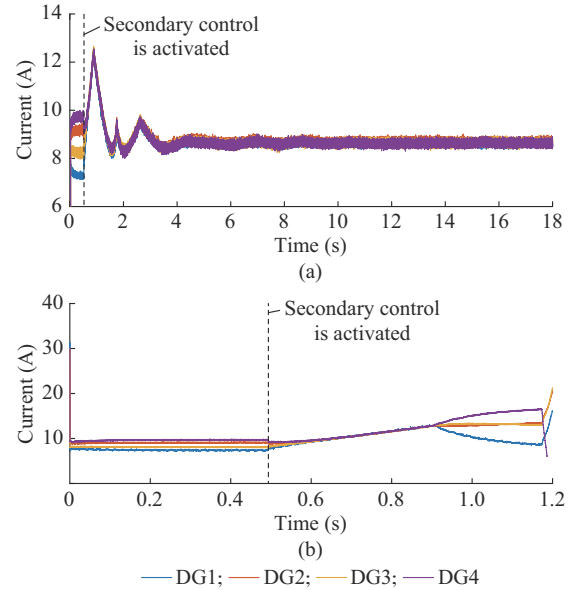 14
12
10
8
6
Current (A)
Secondary control
is activated
0 2 4 6 8 10 12 14 16 18
Time (s)
(a)
40
30
20
10
Current (A)
Secondary control
is activated
0 0.2 0.4 0.6 0.8 1.0 1.2
Time (s)
(b)
DG1; DG2; DG3; DG4